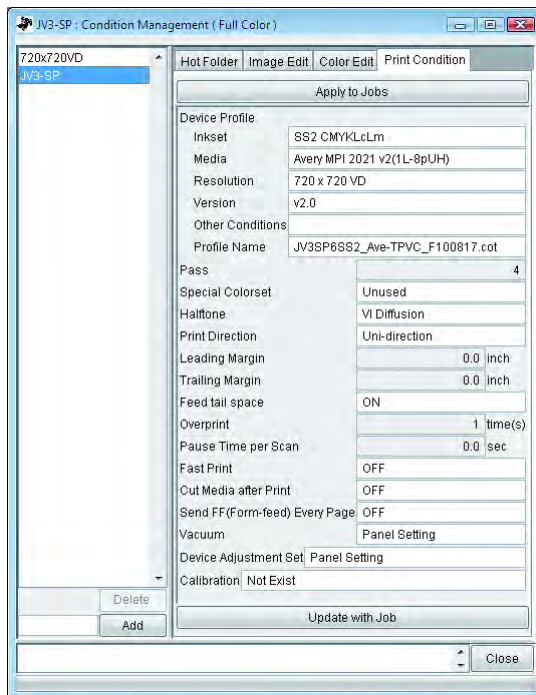 JV3-SP : Condition Management ( Full Color )
720x720VD
JV3-SP
Hot Folder Image Edit Color Edit Print Condition
Apply to Jobs
Device Profile
Inkset SS2 CMYKLcLm
Media Avery MPI 2021 v2(1L-8pUH)
Resolution 720 x 720 VD
Version v2.0
Other Conditions
Profile Name JV3SP6SS2_Ave-TPVC_F100817.cot
Pass 4
Special Colorset Unused
Halftone VI Diffusion
Print Direction Uni-direction
Leading Margin 0.0 inch
Trailing Margin 0.0 inch
Feed tail space ON
Overprint 1 time(s)
Pause Time per Scan 0.0 sec
Fast Print OFF
Cut Media after Print OFF
Send FF(Form-feed) Every Page OFF
Vacuum Panel Setting
Device Adjustment Set Panel Setting
Calibration Not Exist
Delete
Add
Update with Job
Close